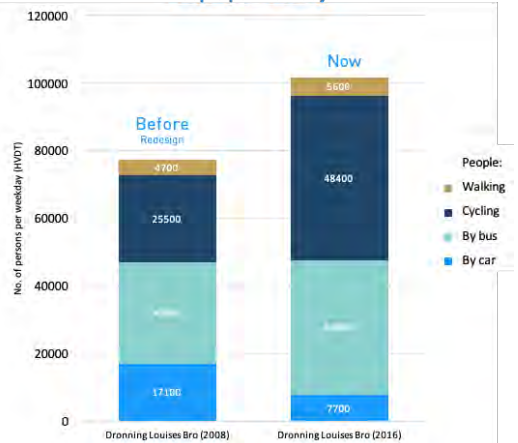 120000
100000
80000
60000
40000
20000
0
No. of persons per weekday (HVDT)
Before
Redesign
Now
4700
25500
17100
5600
48400
7700
People:
Walking
Cycling
By bus
By car
Dronning Louises Bro (2008)
Dronning Louises Bro (2016)